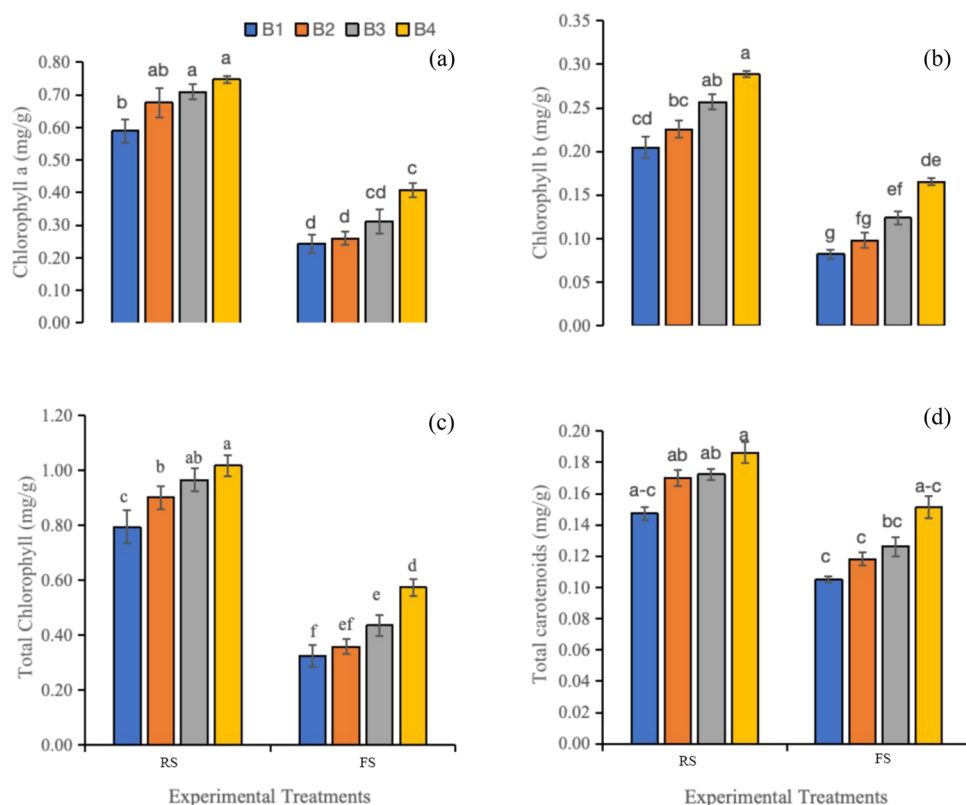 B1 B2 B3 B4
(a)
Chlorophyll a (mg/g)
0.80
0.70
0.60
0.50
0.40
0.30
0.20
0.10
0.00
b ab a a
d d cd c
(b)
Chlorophyll b (mg/g)
0.35
0.30
0.25
0.20
0.15
0.10
0.05
0.00
cd bc ab a
g fg ef de
(c)
Total Chlorophyll (mg/g)
1.20
1.00
0.80
0.60
0.40
0.20
0.00
c b ab a
f ef e d
RS FS
Experimental Treatments
(d)
Total carotenoids (mg/g)
0.20
0.18
0.16
0.14
0.12
0.10
0.08
0.06
0.04
0.02
0.00
a-c ab ab a
c c bc a-c
RS FS
Experimental Treatments